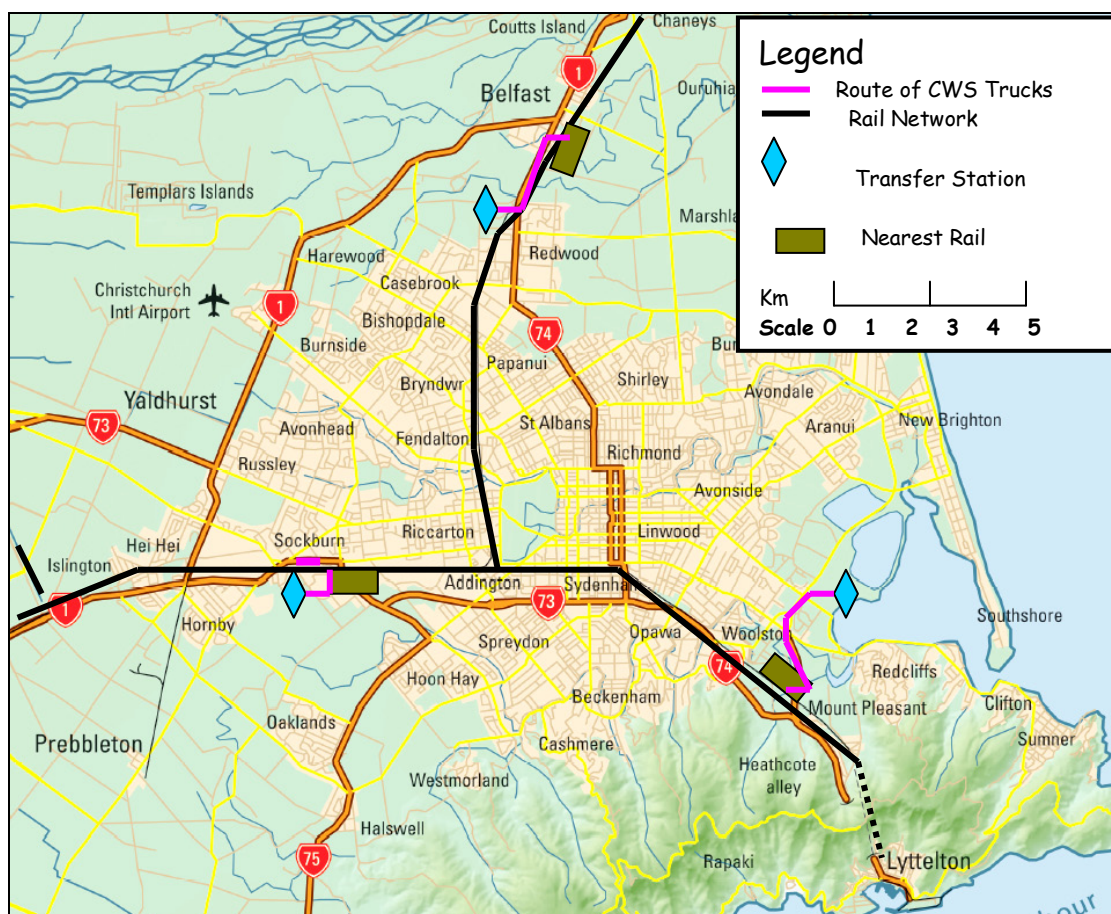 Coutts Island
Chaneys
1
Belfast
Ouruhia
Templars Islands
Marshla
Harewood
Redwood
Casebrook
Christchurch
Intl Airport
1
Bishopdale
74
Burnside
Papanui
Bu
Bryndwr
Shirley
Avondale
Yaldhurst
73
Avonhead
Fendalton
St Albans
Aranui
New Brighton
Russley
Richmond
Avonside
Hei Hei
Sockburn
Riccarton
Linwood
Islington
Addington
Sydenham
1
73
Hornby
Southshore
Spreydon
Opawa
Woolston
74
Redcliffs
Hoon Hay
Beckenham
Mount Pleasant
Clifton
Oaklands
Cashmere
Sumner
Prebbleton
Westmorland
Heathcote
alley
Halswell
75
Rapaki
Lyttelton
our
Legend
Route of CWS Trucks
Rail Network
Transfer Station
Nearest Rail
Km
Scale 0 1 2 3 4 5